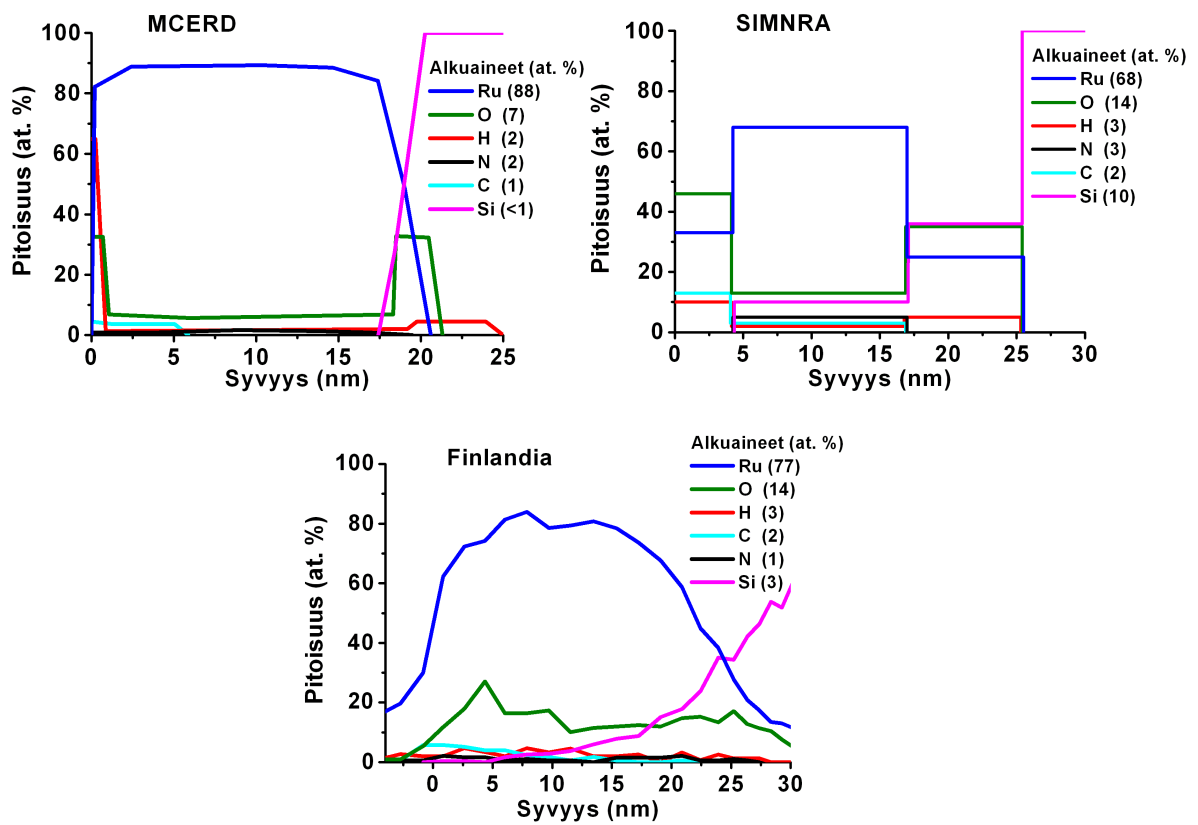 MCERD
Pitoisuus (at. %)
100
80
60
40
20
0
0 5 10 15 20 25
Syvyys (nm)
Alkuaineet (at. %)
Ru (88)
O (7)
H (2)
N (2)
C (1)
Si (<1)
SIMNRA
Pitoisuus (at. %)
100
80
60
40
20
0
0 5 10 15 20 25 30
Syvyys (nm)
Alkuaineet (at. %)
Ru (68)
O (14)
H (3)
N (3)
C (2)
Si (10)
Finlandia
Pitoisuus (at. %)
100
80
60
40
20
0
0 5 10 15 20 25 30
Syvyys (nm)
Alkuaineet (at. %)
Ru (77)
O (14)
H (3)
C (2)
N (1)
Si (3)